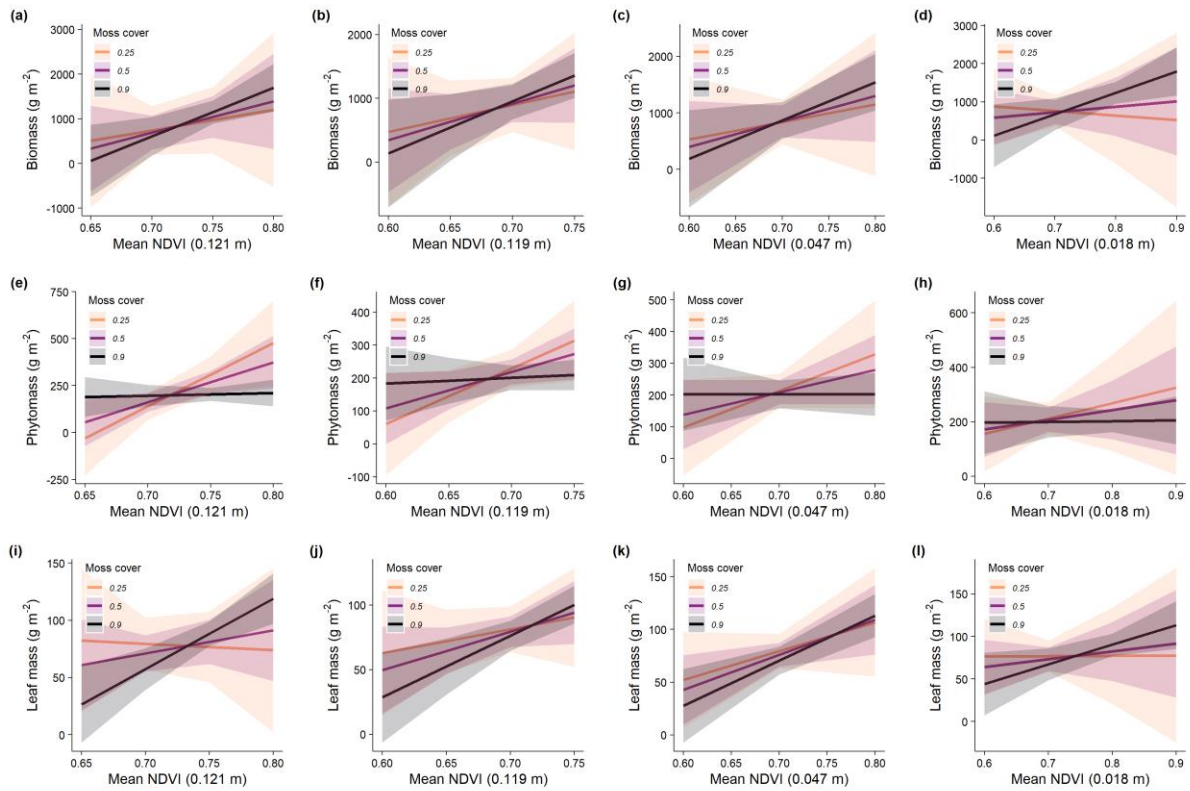 (a)
Biomass (g m⁻²)
3000
2000
1000
0
-1000
Moss cover
0.25
0.5
0.9
0.65 0.70 0.75 0.80
Mean NDVI (0.121 m)
(b)
Biomass (g m⁻²)
2000
1000
0
Moss cover
0.25
0.5
0.9
0.60 0.65 0.70 0.75
Mean NDVI (0.119 m)
(c)
Biomass (g m⁻²)
2000
1000
0
Moss cover
0.25
0.5
0.9
0.60 0.65 0.70 0.75 0.80
Mean NDVI (0.047 m)
(d)
Biomass (g m⁻²)
3000
2000
1000
0
-1000
Moss cover
0.25
0.5
0.9
0.6 0.7 0.8 0.9
Mean NDVI (0.018 m)
(e)
Phytomass (g m⁻²)
750
500
250
0
-250
Moss cover
0.25
0.5
0.9
0.65 0.70 0.75 0.80
Mean NDVI (0.121 m)
(f)
Phytomass (g m⁻²)
400
300
200
100
0
-100
Moss cover
0.25
0.5
0.9
0.60 0.65 0.70 0.75
Mean NDVI (0.119 m)
(g)
Phytomass (g m⁻²)
500
400
300
200
100
0
Moss cover
0.25
0.5
0.9
0.60 0.65 0.70 0.75 0.80
Mean NDVI (0.047 m)
(h)
Phytomass (g m⁻²)
600
400
200
0
Moss cover
0.25
0.5
0.9
0.6 0.7 0.8 0.9
Mean NDVI (0.018 m)
(i)
Leaf mass (g m⁻²)
150
100
50
0
Moss cover
0.25
0.5
0.9
0.65 0.70 0.75 0.80
Mean NDVI (0.121 m)
(j)
Leaf mass (g m⁻²)
100
50
0
Moss cover
0.25
0.5
0.9
0.60 0.65 0.70 0.75
Mean NDVI (0.119 m)
(k)
Leaf mass (g m⁻²)
150
100
50
0
Moss cover
0.25
0.5
0.9
0.60 0.65 0.70 0.75 0.80
Mean NDVI (0.047 m)
(l)
Leaf mass (g m⁻²)
150
100
50
0
Moss cover
0.25
0.5
0.9
0.6 0.7 0.8 0.9
Mean NDVI (0.018 m)